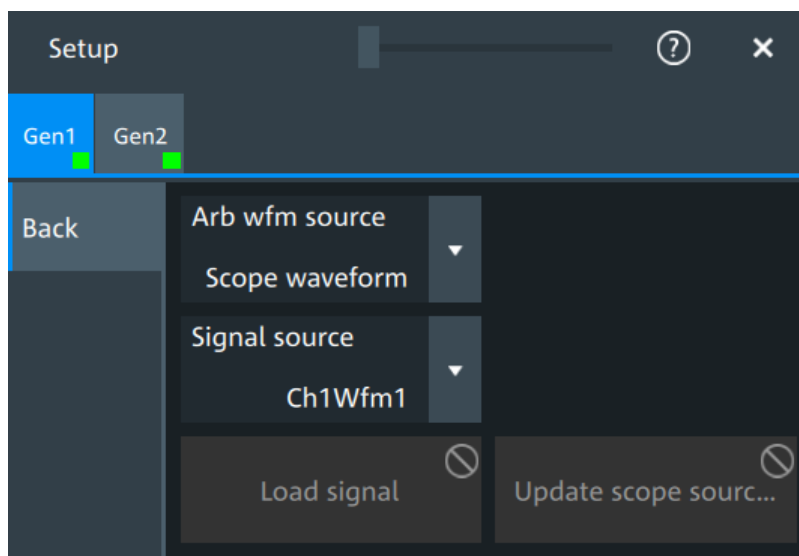 Setup
?
Gen1 Gen2
Back
Arb wfm source
Scope waveform
Signal source
Ch1Wfm1
Load signal
Update scope sourc...